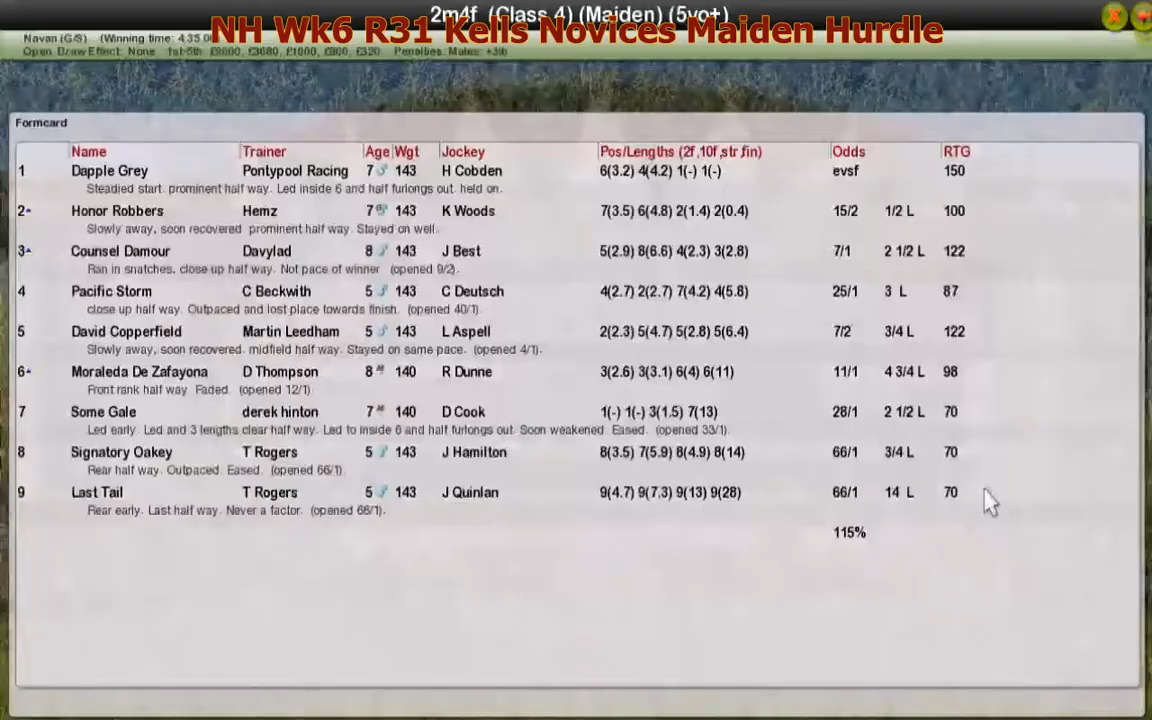 2m4f (Class 4) (Maiden) (5yo+)
NH Wk6 R31 Kells Novices Maiden Hurdle
Navan (G/S) (Winning time: 4:35.0
Open Draw Effect: None 1st-5th Penalties: Males: +3lb
Formcard
Name Trainer Age Wgt Jockey Pos/Lengths (2f,10f,str,fin) Odds RTG
1 Dapple Grey Pontypool Racing 7 143 H Cobden 6(3.2) 4(4.2) 1(-) 1(-) evsf 150
Steadied start. prominent half way. Led inside 6 and half furlongs out. held on.
2 Honor Robbers Hemz 7 143 K Woods 7(3.5) 6(4.8) 2(1.4) 2(0.4) 15/2 1/2 L 100
Slowly away, soon recovered. prominent half way. Stayed on well.
3 Counsel Damour Davylad 8 143 J Best 5(2.9) 8(6.6) 4(2.3) 3(2.8) 7/1 2 1/2 L 122
Ran in snatches. close up half way. Not pace of winner (opened 9/2).
4 Pacific Storm C Beckwith 5 143 C Deutsch 4(2.7) 2(2.7) 7(4.2) 4(5.8) 25/1 3 L 87
close up half way. Outpaced and lost place towards finish. (opened 40/1).
5 David Copperfield Martin Leedham 5 143 L Aspell 2(2.3) 5(4.7) 5(2.8) 5(6.4) 7/2 3/4 L 122
Slowly away, soon recovered. midfield half way. Stayed on same pace. (opened 4/1).
6 Moraleda De Zafayona D Thompson 8 140 R Dunne 3(2.6) 3(3.1) 6(4) 6(11) 11/1 4 3/4 L 98
Front rank half way. Faded. (opened 12/1)
7 Some Gale derek hinton 7 140 D Cook 1(-) 1(-) 3(1.5) 7(13) 28/1 2 1/2 L 70
Led early. Led and 3 lengths clear half way. Led to inside 6 and half furlongs out. Soon weakened. Eased. (opened 33/1).
8 Signatory Oakey T Rogers 5 143 J Hamilton 8(3.5) 7(5.9) 8(4.9) 8(14) 66/1 3/4 L 70
Rear half way. Outpaced. Eased. (opened 66/1).
9 Last Tail T Rogers 5 143 J Quinlan 9(4.7) 9(7.3) 9(13) 9(28) 66/1 14 L 70
Rear early. Last half way. Never a factor. (opened 66/1).
115%